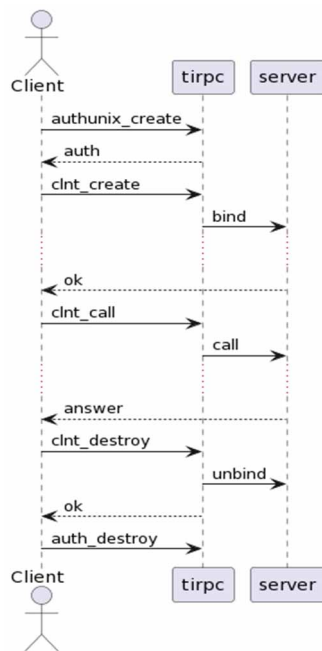 Client
tirpc
server
authunix_create
auth
clnt_create
bind
ok
clnt_call
call
answer
clnt_destroy
unbind
ok
auth_destroy
Client
tirpc
server